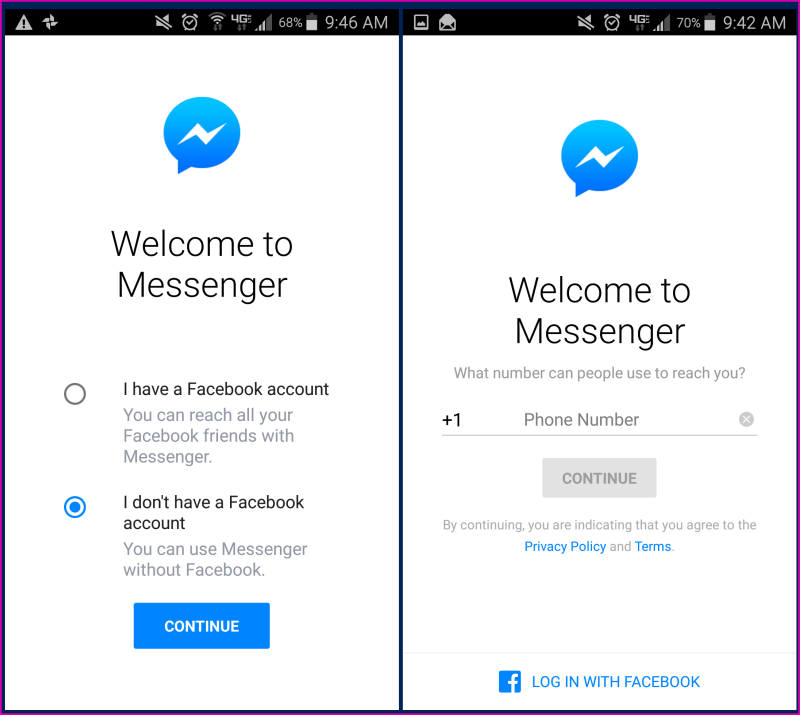 4G LTE 68% 9:46 AM
Welcome to
Messenger
I have a Facebook account
You can reach all your
Facebook friends with
Messenger.
I don't have a Facebook
account
You can use Messenger
without Facebook.
CONTINUE
4G LTE 70% 9:42 AM
Welcome to
Messenger
What number can people use to reach you?
+1 Phone Number
CONTINUE
By continuing, you are indicating that you agree to the
Privacy Policy and Terms.
LOG IN WITH FACEBOOK